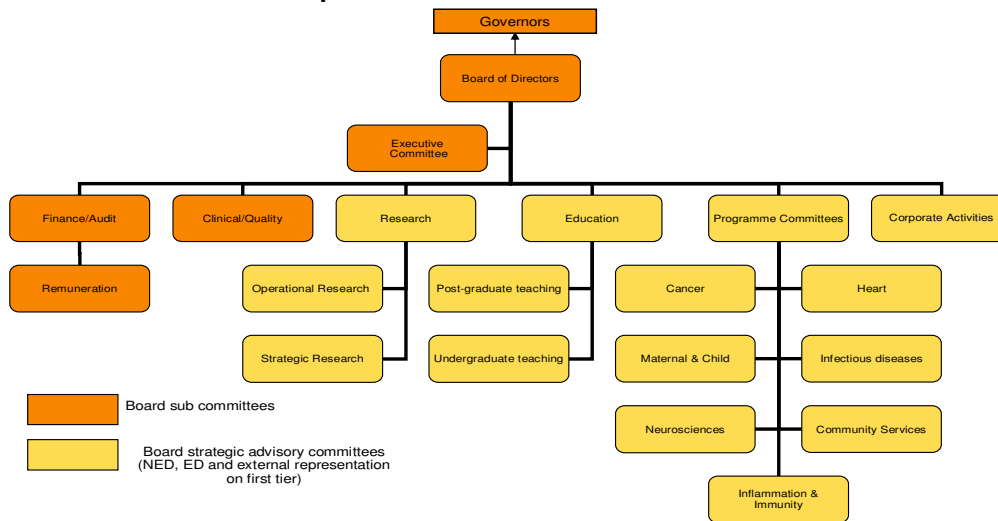 Governors
Board of Directors
Executive
Committee
Finance/Audit
Clinical/Quality
Research
Education
Programme Committees
Corporate Activities
Remuneration
Operational Research
Post-graduate teaching
Cancer
Heart
Strategic Research
Undergraduate teaching
Maternal & Child
Infectious diseases
Neurosciences
Community Services
Inflammation &
Immunity
Board sub committees
Board strategic advisory committees
(NED, ED and external representation
on first tier)